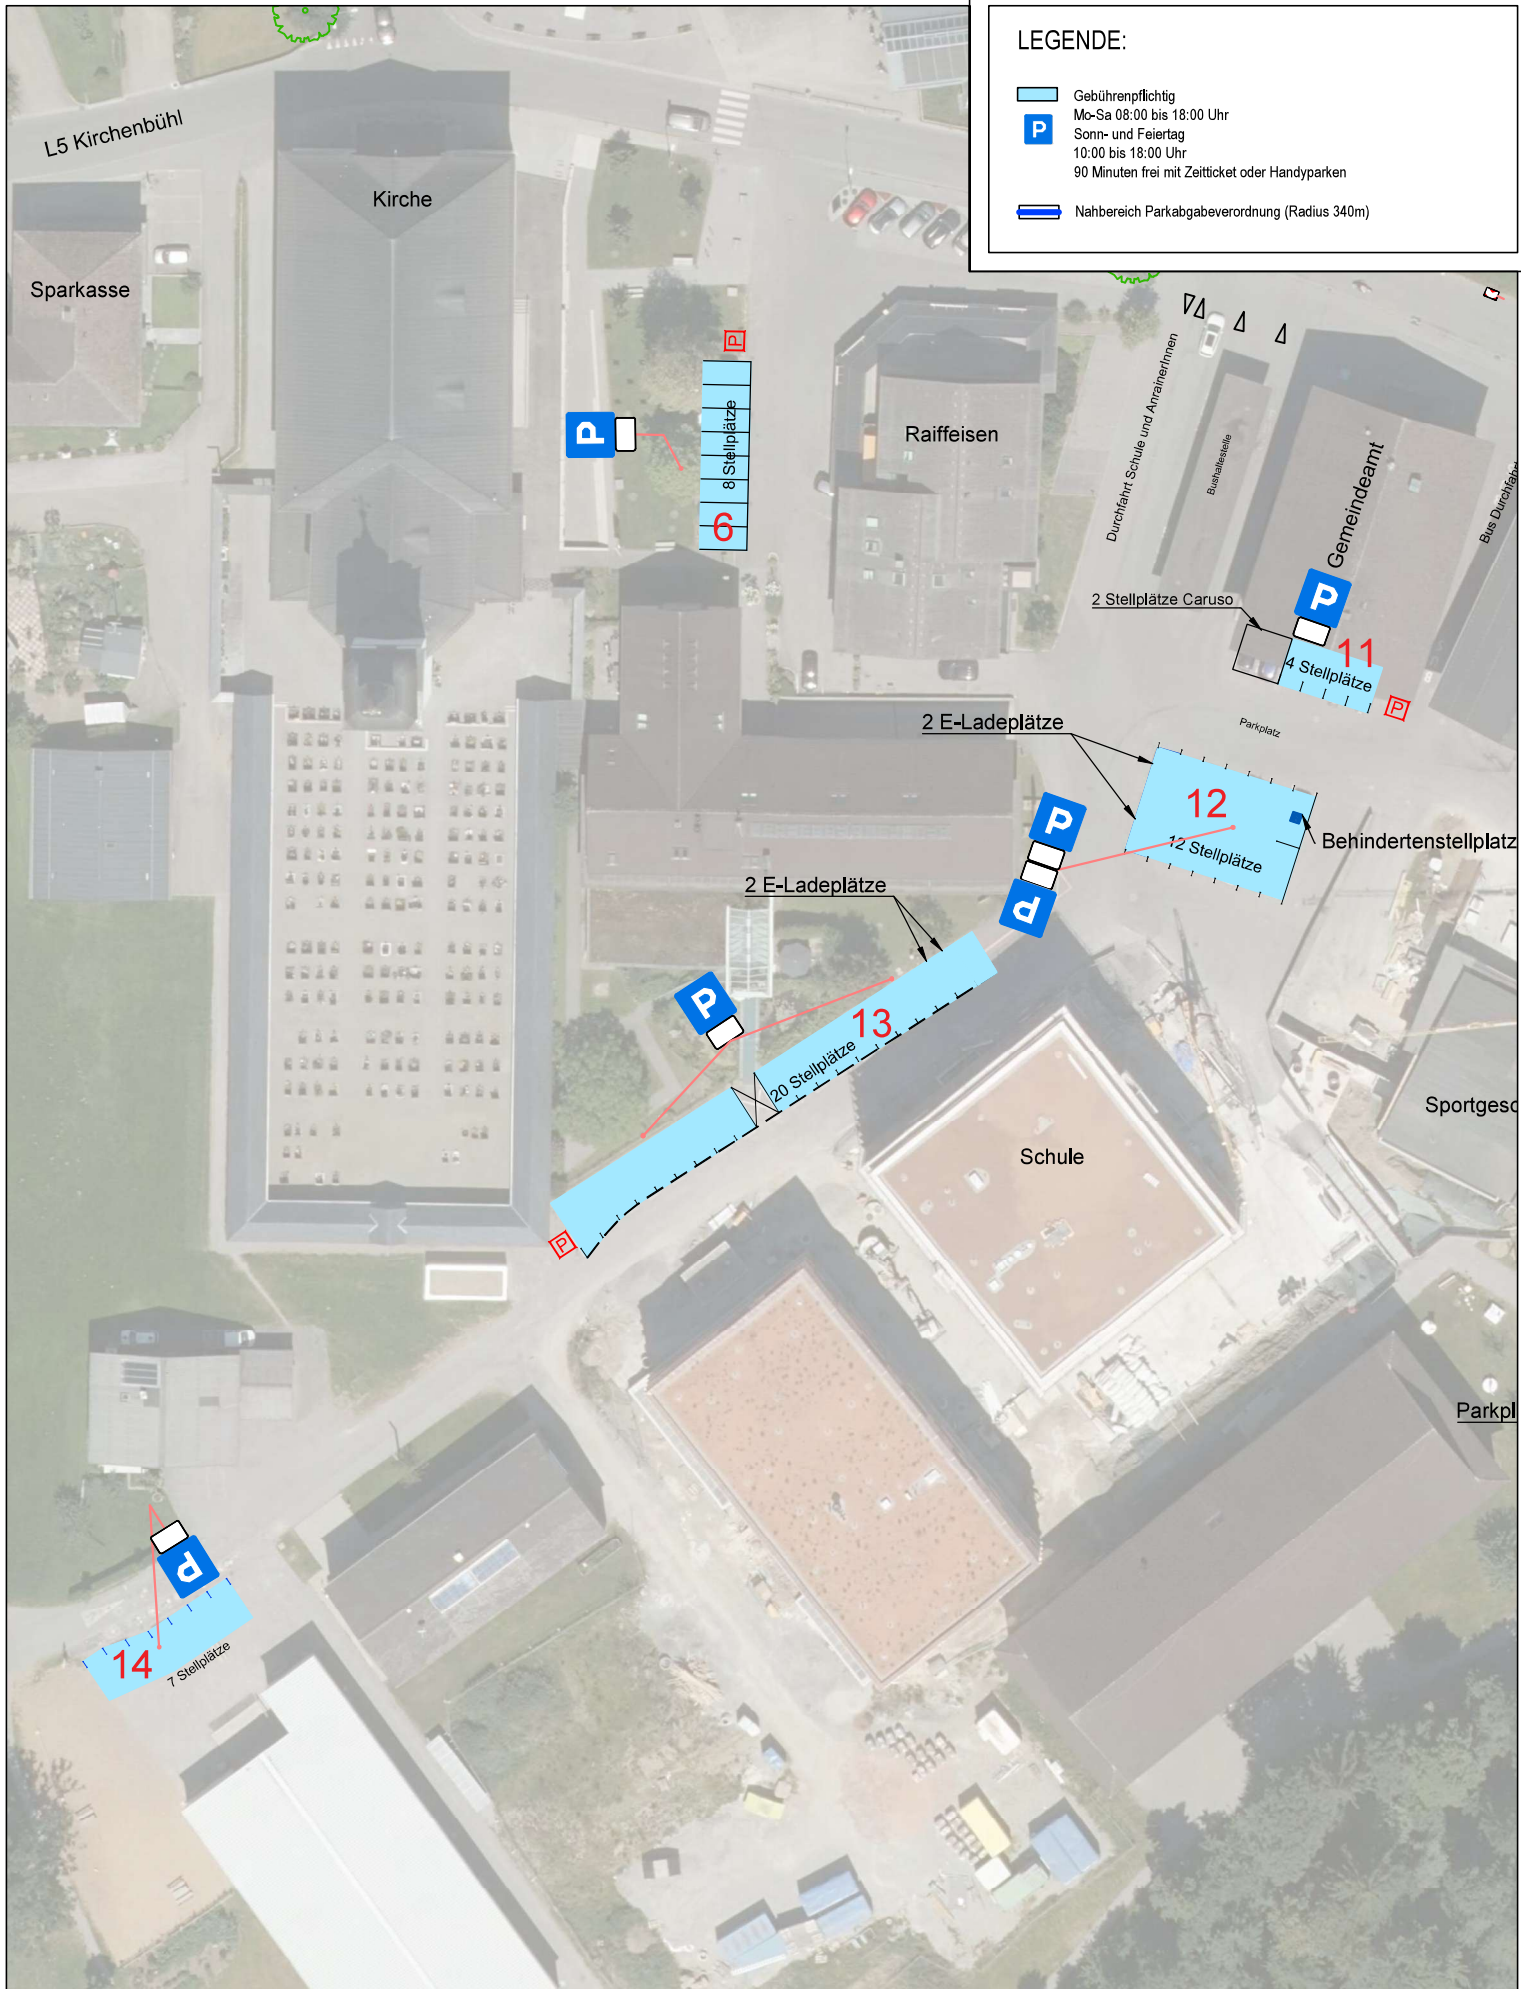 LEGENDE:
Gebührenpflichtig
Mo-Sa 08:00 bis 18:00 Uhr
P
Sonn- und Feiertag
10:00 bis 18:00 Uhr
90 Minuten frei mit Zeitticket oder Handyparken
Nahbereich Parkabgabeverordnung (Radius 340m)
L5 Kirchenbühl
Kirche
Sparkasse
P
P
8 Stellplätze
6
Raiffeisen
Durchfahrt Schule und AnrainerInnen
Bushaltestelle
Gemeindeamt
Bus Durchfahrt
2 Stellplätze Caruso
P
11
4 Stellplätze
P
Parkplatz
2 E-Ladeplätze
12
12 Stellplätze
Behindertenstellplatz
P
P
2 E-Ladeplätze
P
13
20 Stellplätze
P
Schule
Sportgesc
Parkpl
P
14
7 Stellplätze